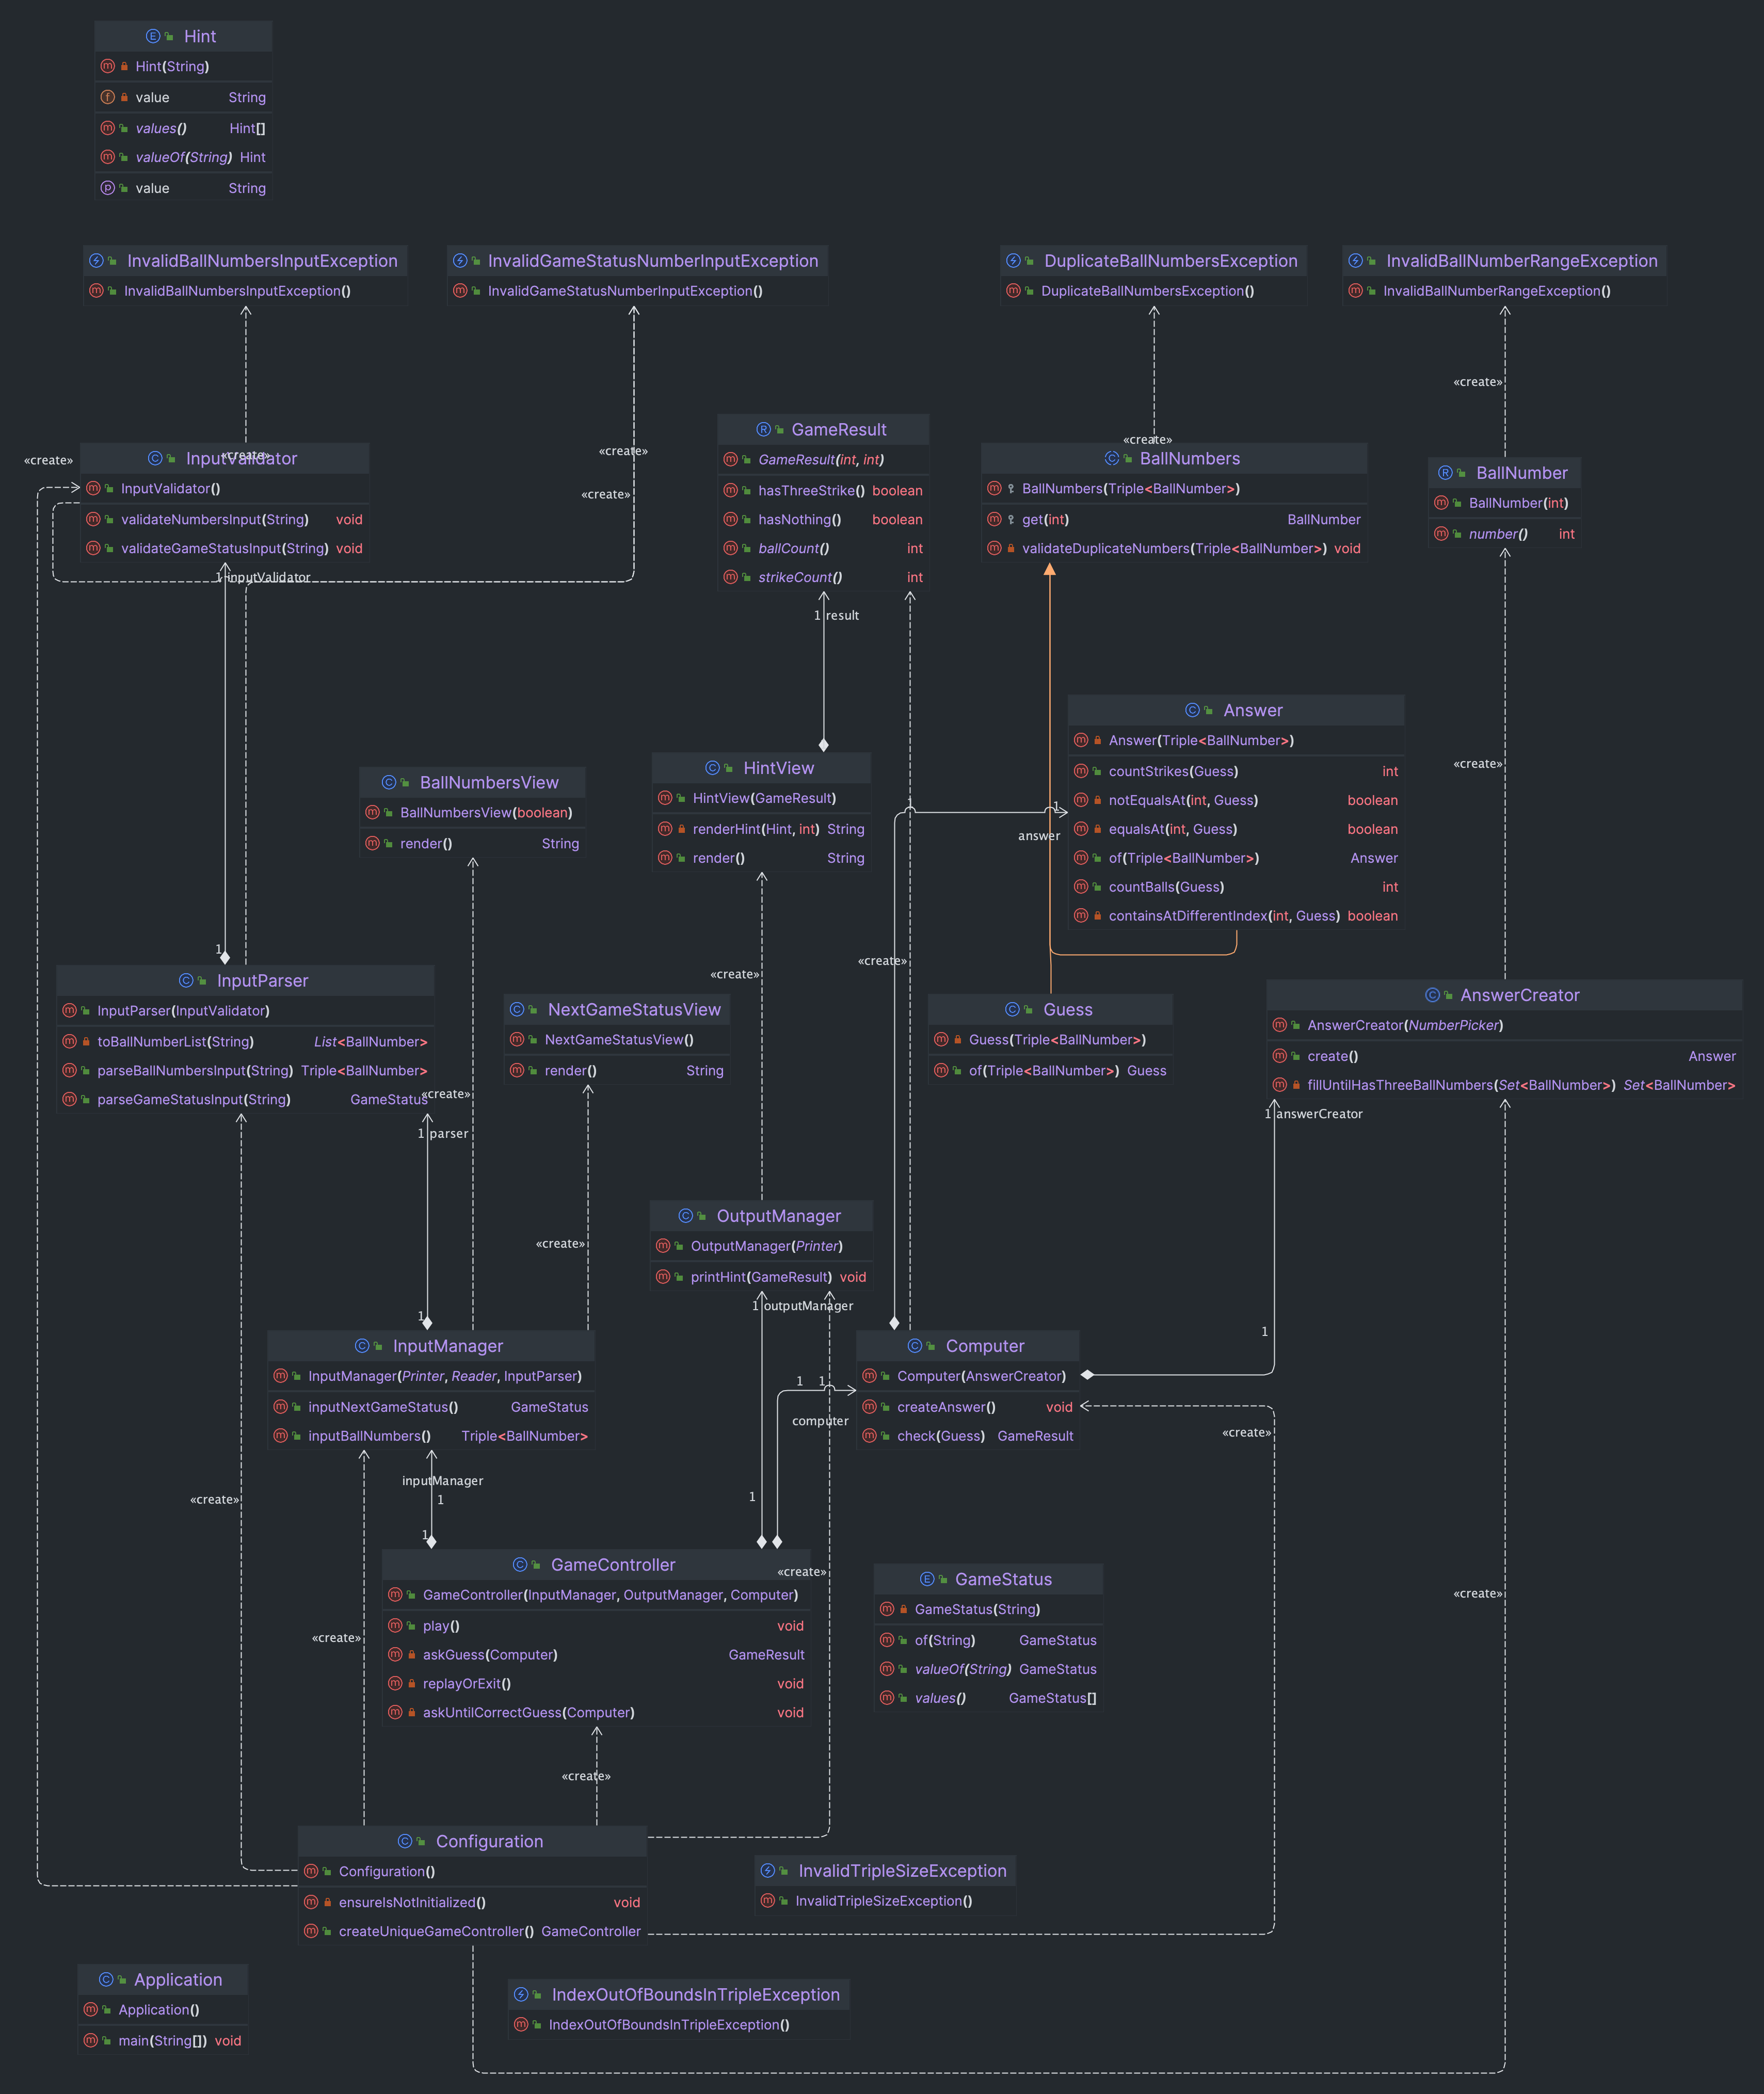 Hint
Hint(String)
value String
values() Hint[]
valueOf(String) Hint
value String
InvalidBallNumbersInputException
InvalidBallNumbersInputException()
InvalidGameStatusNumberInputException
InvalidGameStatusNumberInputException()
DuplicateBallNumbersException
DuplicateBallNumbersException()
InvalidBallNumberRangeException
InvalidBallNumberRangeException()
«create»
«create»
«create»
«create»
«create»
«create»
InputValidator
InputValidator()
validateNumbersInput(String) void
validateGameStatusInput(String) void
1 inputValidator
GameResult
GameResult(int, int)
hasThreeStrike() boolean
hasNothing() boolean
ballCount() int
strikeCount() int
1 result
BallNumbers
BallNumbers(Triple<BallNumber>)
get(int) BallNumber
validateDuplicateNumbers(Triple<BallNumber>) void
BallNumber
BallNumber(int)
number() int
Answer
Answer(Triple<BallNumber>)
countStrikes(Guess) int
notEqualsAt(int, Guess) boolean
equalsAt(int, Guess) boolean
of(Triple<BallNumber>) Answer
countBalls(Guess) int
containsAtDifferentIndex(int, Guess) boolean
«create»
BallNumbersView
BallNumbersView(boolean)
render() String
HintView
HintView(GameResult)
renderHint(Hint, int) String
render() String
1
1
answer
1
«create»
«create»
InputParser
InputParser(InputValidator)
toBallNumberList(String) List<BallNumber>
parseBallNumbersInput(String) Triple<BallNumber>
parseGameStatusInput(String) GameStatus
«create»
1 parser
NextGameStatusView
NextGameStatusView()
render() String
Guess
Guess(Triple<BallNumber>)
of(Triple<BallNumber>) Guess
AnswerCreator
AnswerCreator(NumberPicker)
create() Answer
fillUntilHasThreeBallNumbers(Set<BallNumber>) Set<BallNumber>
1 answerCreator
«create»
OutputManager
OutputManager(Printer)
printHint(GameResult) void
1 outputManager
1
1
InputManager
InputManager(Printer, Reader, InputParser)
inputNextGameStatus() GameStatus
inputBallNumbers() Triple<BallNumber>
Computer
Computer(AnswerCreator)
createAnswer() void
check(Guess) GameResult
1 1
computer
«create»
inputManager
1
1
1
«create»
GameController
GameController(InputManager, OutputManager, Computer)
play() void
askGuess(Computer) GameResult
replayOrExit() void
askUntilCorrectGuess(Computer) void
«create»
GameStatus
GameStatus(String)
of(String) GameStatus
valueOf(String) GameStatus
values() GameStatus[]
«create»
«create»
«create»
Configuration
Configuration()
ensureIsNotInitialized() void
createUniqueGameController() GameController
InvalidTripleSizeException
InvalidTripleSizeException()
Application
Application()
main(String[]) void
IndexOutOfBoundsInTripleException
IndexOutOfBoundsInTripleException()